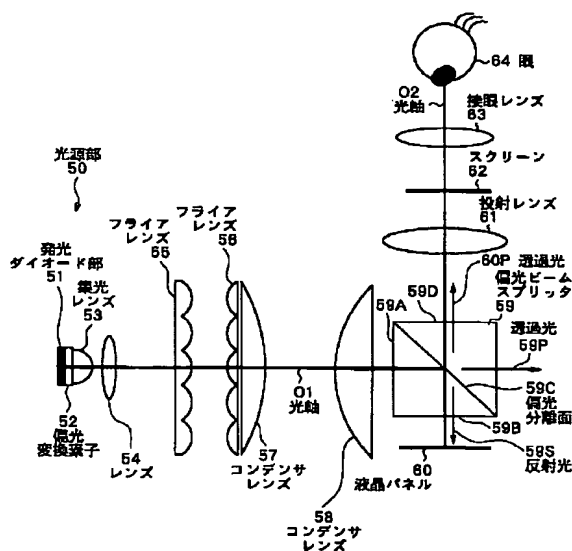 64 眼
O2
光軸
接眼レンズ
63
スクリーン
62
投射レンズ
61
60P 透過光
偏光ビーム
スプリッタ
59
59D
59A
透過光
59P
59C
偏光
分離面
59B
59S
反射光
60
液晶パネル
光源部
50
フライア
レンズ
55
フライア
レンズ
56
発光
ダイオード部
51
集光
レンズ
53
52
偏光
変換素子
54
レンズ
O1
光軸
57
コンデンサ
レンズ
58
コンデンサ
レンズ